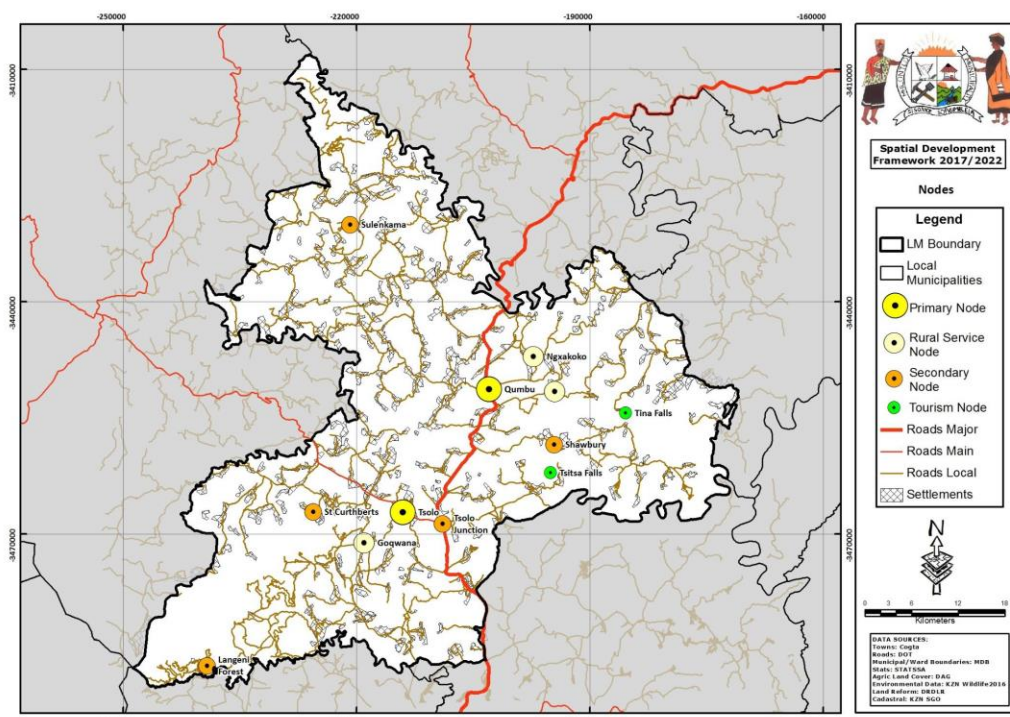 -250000
-220000
-190000
-160000
-3410000
-3410000
-3440000
-3440000
-3470000
-3470000
Sulenkama
Ngxakoko
Qumbu
Tina Falls
Shawbury
Tsitsa Falls
St Curthberts
Tsolo
Tsolo
Junction
Goqwana
Langeni
Forest
Spatial Development
Framework 2017/2022
Nodes
Legend
LM Boundary
Local
Municipalities
Primary Node
Rural Service
Node
Secondary
Node
Tourism Node
Roads Major
Roads Main
Roads Local
Settlements
N
0 3 6 12 18
Kilometers
DATA SOURCES:
Towns: Cogta
Roads: DOT
Municipal/Ward Boundaries: MDB
Stats: STATSSA
Agric Land Cover: DAG
Environmental Data: KZN Wildlife2016
Land Reform: DRDLR
Cadastral: KZN SGO